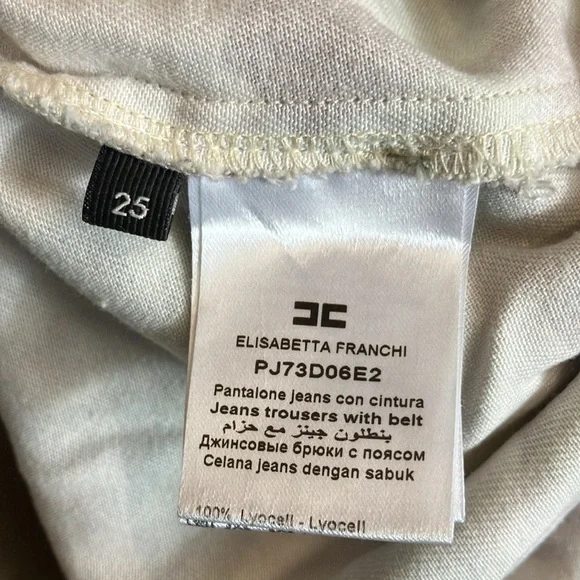 25
ELISABETTA FRANCHI
PJ73D06E2
Pantalone jeans con cintura
Jeans trousers with belt
بنطلون جينز مع حزام
Джинсовые брюки с поясом
Celana jeans dengan sabuk
100% Lyocell - Lyocell